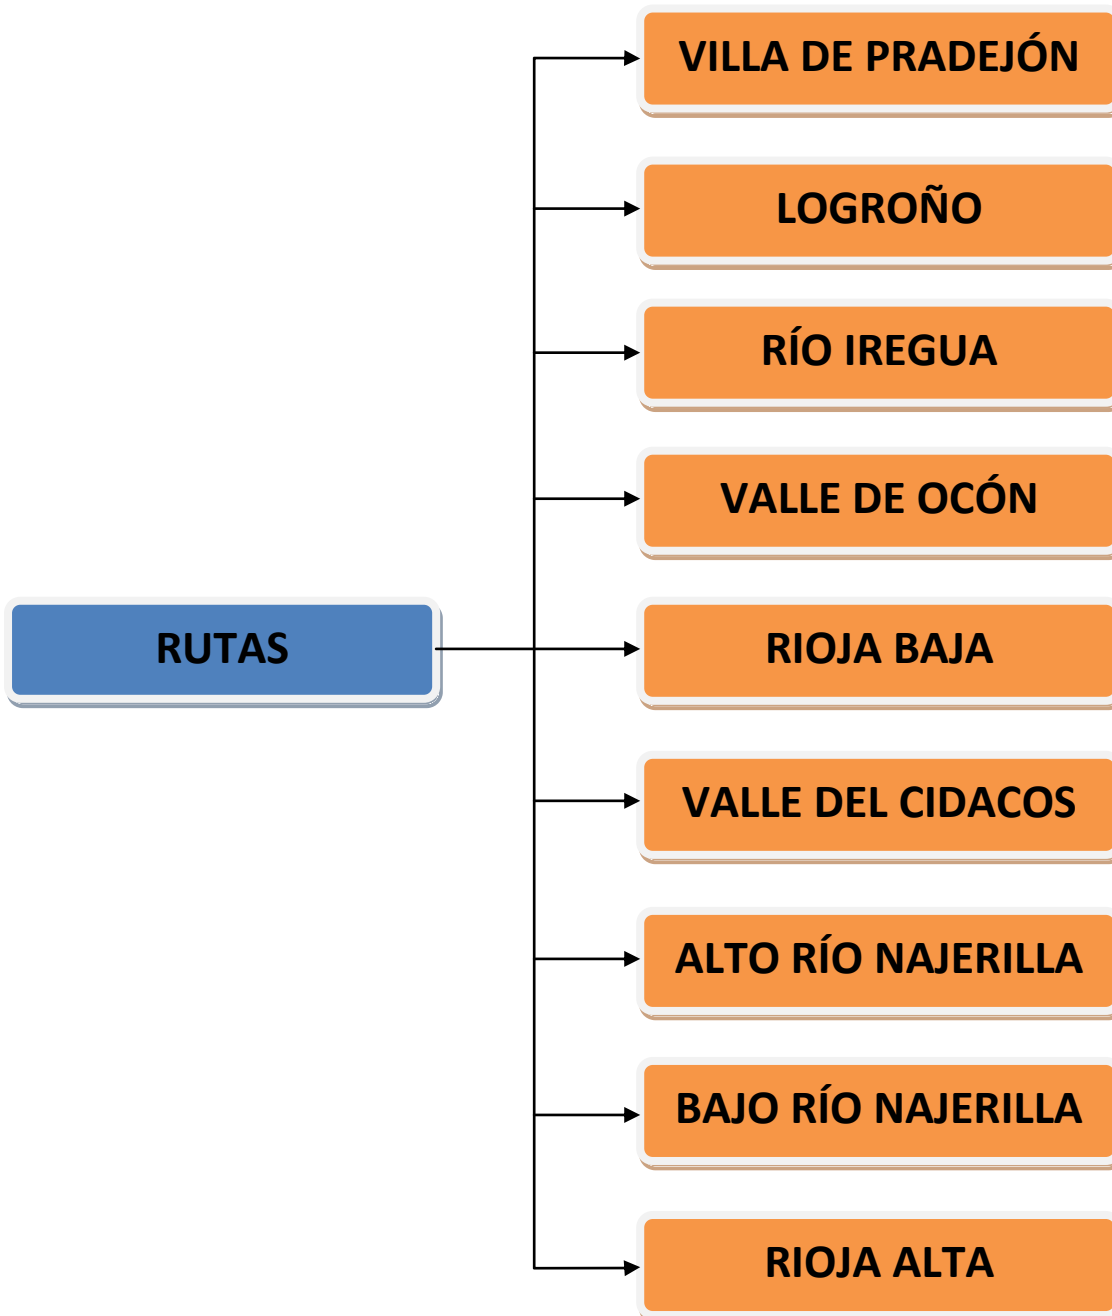 VILLA DE PRADEJÓN
LOGROÑO
RÍO IREGUA
VALLE DE OCÓN
RUTAS
RIOJA BAJA
VALLE DEL CIDACOS
ALTO RÍO NAJERILLA
BAJO RÍO NAJERILLA
RIOJA ALTA